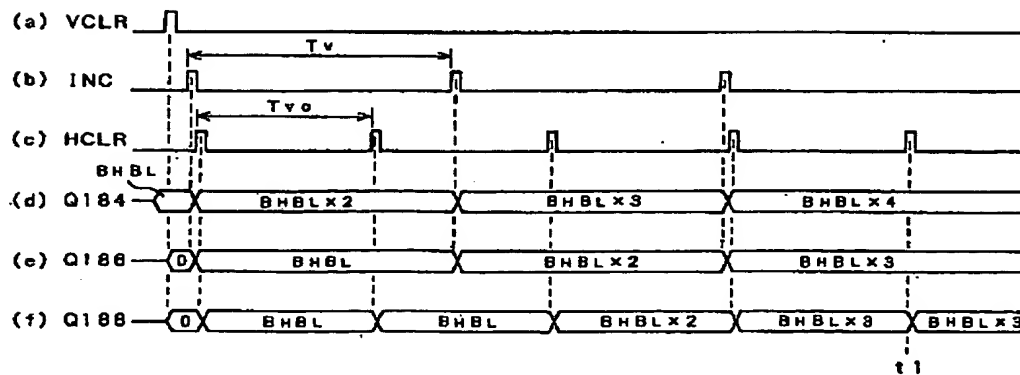 (a) VCLR
Tv
(b) INC
Tvo
(c) HCLR
BHBL
(d) Q184 BHBL×2 BHBL×3 BHBL×4
(e) Q186 0 BHBL BHBL×2 BHBL×3
(f) Q188 0 BHBL BHBL BHBL×2 BHBL×3 BHBL×3
t1